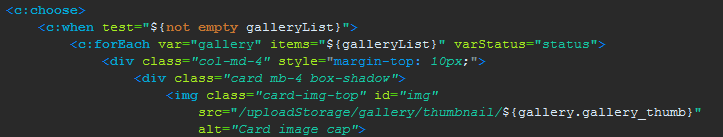 <c:choose>
<c:when test="${not empty galleryList}">
<c:forEach var="gallery" items="${galleryList}" varStatus="status">
<div class="col-md-4" style="margin-top: 10px;">
<div class="card mb-4 box-shadow">
<img class="card-img-top" id="img"
src="/uploadStorage/gallery/thumbnail/${gallery.gallery_thumb}"
alt="Card image cap">